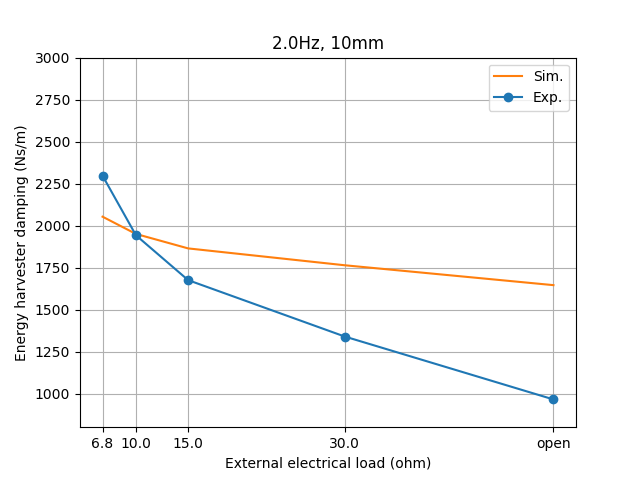 2.0Hz, 10mm
Sim.
Exp.
Energy harvester damping (Ns/m)
3000
2750
2500
2250
2000
1750
1500
1250
1000
6.8 10.0 15.0 30.0 open
External electrical load (ohm)